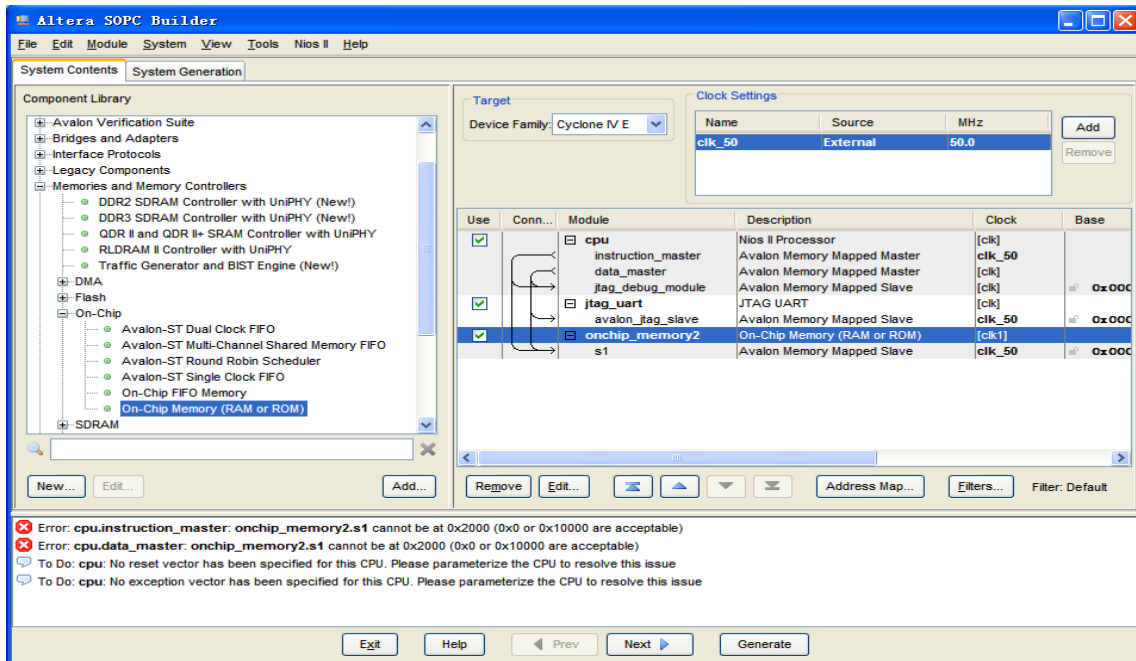 Altera SOPC Builder
File Edit Module System View Tools Nios II Help
System Contents System Generation
Component Library
Avalon Verification Suite
Bridges and Adapters
Interface Protocols
Legacy Components
Memories and Memory Controllers
DDR2 SDRAM Controller with UniPHY (New!)
DDR3 SDRAM Controller with UniPHY (New!)
QDR II and QDR II+ SRAM Controller with UniPHY
RLDRAM II Controller with UniPHY
Traffic Generator and BIST Engine (New!)
DMA
Flash
On-Chip
Avalon-ST Dual Clock FIFO
Avalon-ST Multi-Channel Shared Memory FIFO
Avalon-ST Round Robin Scheduler
Avalon-ST Single Clock FIFO
On-Chip FIFO Memory
On-Chip Memory (RAM or ROM)
SDRAM
New... Edit... Add...
Target
Device Family: Cyclone IV E
Clock Settings
Name Source MHz
clk_50 External 50.0
Add
Remove
Use Conn... Module Description Clock Base
cpu Nios II Processor [clk]
instruction_master Avalon Memory Mapped Master clk_50
data_master Avalon Memory Mapped Master [clk]
jtag_debug_module Avalon Memory Mapped Slave [clk] 0x000
jtag_uart JTAG UART [clk]
avalon_jtag_slave Avalon Memory Mapped Slave clk_50 0x000
onchip_memory2 On-Chip Memory (RAM or ROM) [clk1]
s1 Avalon Memory Mapped Slave clk_50 0x000
Remove Edit... Address Map... Filters... Filter: Default
Error: cpu.instruction_master: onchip_memory2.s1 cannot be at 0x2000 (0x0 or 0x10000 are acceptable)
Error: cpu.data_master: onchip_memory2.s1 cannot be at 0x2000 (0x0 or 0x10000 are acceptable)
To Do: cpu: No reset vector has been specified for this CPU. Please parameterize the CPU to resolve this issue
To Do: cpu: No exception vector has been specified for this CPU. Please parameterize the CPU to resolve this issue
Exit Help Prev Next Generate